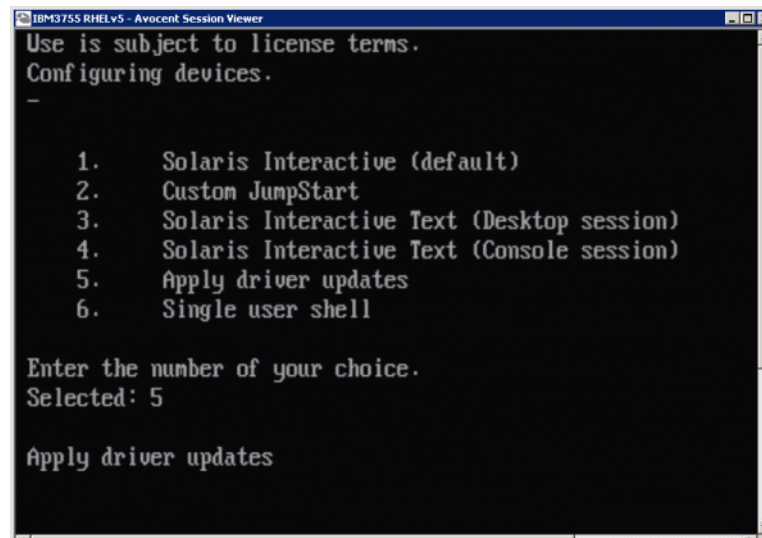 IBM3755 RHELv5 - Avocent Session Viewer
Use is subject to license terms.
Configuring devices.
1. Solaris Interactive (default)
2. Custom JumpStart
3. Solaris Interactive Text (Desktop session)
4. Solaris Interactive Text (Console session)
5. Apply driver updates
6. Single user shell
Enter the number of your choice.
Selected: 5
Apply driver updates